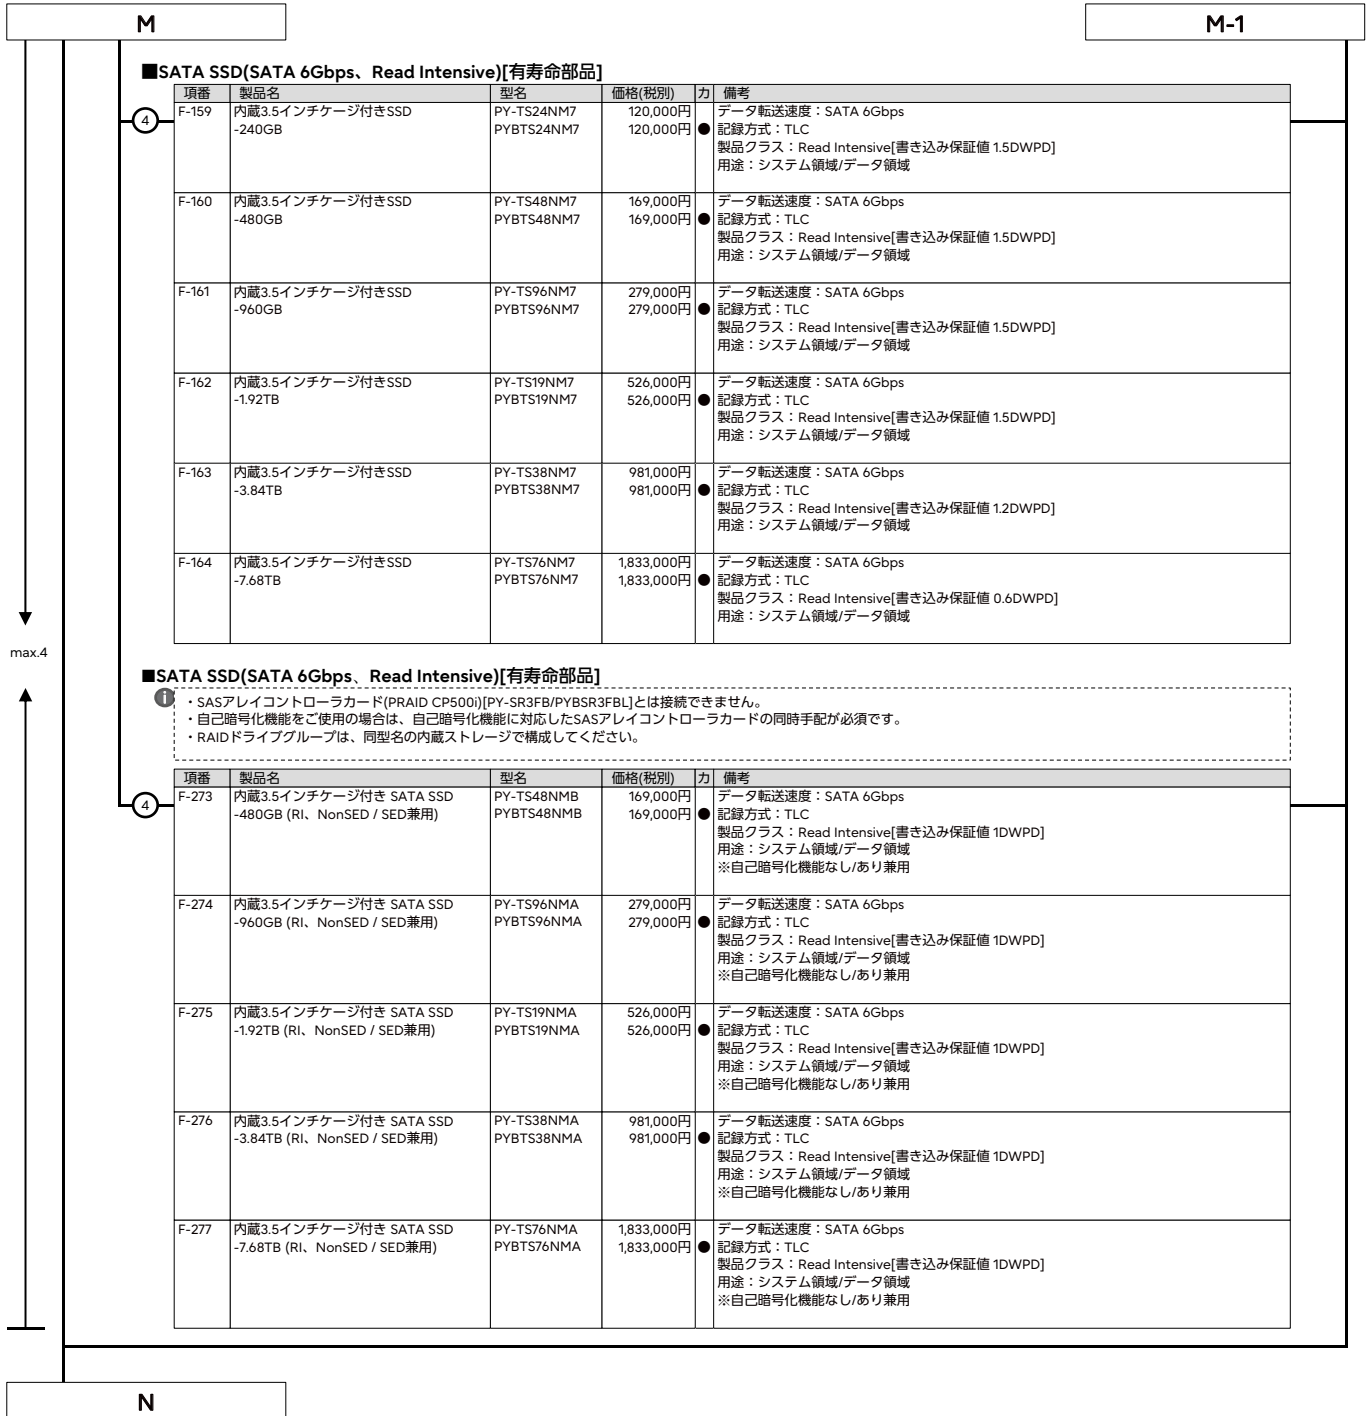 M
M-1
■SATA SSD(SATA 6Gbps、Read Intensive)[有寿命部品]
項番 製品名 型名 価格(税別) カ 備考
F-159 内蔵3.5インチケージ付きSSD PY-TS24NM7 120,000円 データ転送速度：SATA 6Gbps
-240GB PYBTS24NM7 120,000円 ● 記録方式：TLC
製品クラス：Read Intensive[書き込み保証値 1.5DWPD]
用途：システム領域/データ領域
④
F-160 内蔵3.5インチケージ付きSSD PY-TS48NM7 169,000円 データ転送速度：SATA 6Gbps
-480GB PYBTS48NM7 169,000円 ● 記録方式：TLC
製品クラス：Read Intensive[書き込み保証値 1.5DWPD]
用途：システム領域/データ領域
F-161 内蔵3.5インチケージ付きSSD PY-TS96NM7 279,000円 データ転送速度：SATA 6Gbps
-960GB PYBTS96NM7 279,000円 ● 記録方式：TLC
製品クラス：Read Intensive[書き込み保証値 1.5DWPD]
用途：システム領域/データ領域
F-162 内蔵3.5インチケージ付きSSD PY-TS19NM7 526,000円 データ転送速度：SATA 6Gbps
-1.92TB PYBTS19NM7 526,000円 ● 記録方式：TLC
製品クラス：Read Intensive[書き込み保証値 1.5DWPD]
用途：システム領域/データ領域
F-163 内蔵3.5インチケージ付きSSD PY-TS38NM7 981,000円 データ転送速度：SATA 6Gbps
-3.84TB PYBTS38NM7 981,000円 ● 記録方式：TLC
製品クラス：Read Intensive[書き込み保証値 1.2DWPD]
用途：システム領域/データ領域
F-164 内蔵3.5インチケージ付きSSD PY-TS76NM7 1,833,000円 データ転送速度：SATA 6Gbps
-7.68TB PYBTS76NM7 1,833,000円 ● 記録方式：TLC
製品クラス：Read Intensive[書き込み保証値 0.6DWPD]
用途：システム領域/データ領域
max.4
■SATA SSD(SATA 6Gbps、Read Intensive)[有寿命部品]
i
・SASアレイコントローラカード(PRAID CP500i)[PY-SR3FB/PYBSR3FBL]とは接続できません。
・自己暗号化機能をご使用の場合は、自己暗号化機能に対応したSASアレイコントローラカードの同時手配が必須です。
・RAIDドライブグループは、同型名の内蔵ストレージで構成してください。
項番 製品名 型名 価格(税別) カ 備考
F-273 内蔵3.5インチケージ付き SATA SSD PY-TS48NMB 169,000円 データ転送速度：SATA 6Gbps
-480GB (RI、NonSED / SED兼用) PYBTS48NMB 169,000円 ● 記録方式：TLC
製品クラス：Read Intensive[書き込み保証値 1DWPD]
用途：システム領域/データ領域
※自己暗号化機能なし/あり兼用
④
F-274 内蔵3.5インチケージ付き SATA SSD PY-TS96NMA 279,000円 データ転送速度：SATA 6Gbps
-960GB (RI、NonSED / SED兼用) PYBTS96NMA 279,000円 ● 記録方式：TLC
製品クラス：Read Intensive[書き込み保証値 1DWPD]
用途：システム領域/データ領域
※自己暗号化機能なし/あり兼用
F-275 内蔵3.5インチケージ付き SATA SSD PY-TS19NMA 526,000円 データ転送速度：SATA 6Gbps
-1.92TB (RI、NonSED / SED兼用) PYBTS19NMA 526,000円 ● 記録方式：TLC
製品クラス：Read Intensive[書き込み保証値 1DWPD]
用途：システム領域/データ領域
※自己暗号化機能なし/あり兼用
F-276 内蔵3.5インチケージ付き SATA SSD PY-TS38NMA 981,000円 データ転送速度：SATA 6Gbps
-3.84TB (RI、NonSED / SED兼用) PYBTS38NMA 981,000円 ● 記録方式：TLC
製品クラス：Read Intensive[書き込み保証値 1DWPD]
用途：システム領域/データ領域
※自己暗号化機能なし/あり兼用
F-277 内蔵3.5インチケージ付き SATA SSD PY-TS76NMA 1,833,000円 データ転送速度：SATA 6Gbps
-7.68TB (RI、NonSED / SED兼用) PYBTS76NMA 1,833,000円 ● 記録方式：TLC
製品クラス：Read Intensive[書き込み保証値 1DWPD]
用途：システム領域/データ領域
※自己暗号化機能なし/あり兼用
N